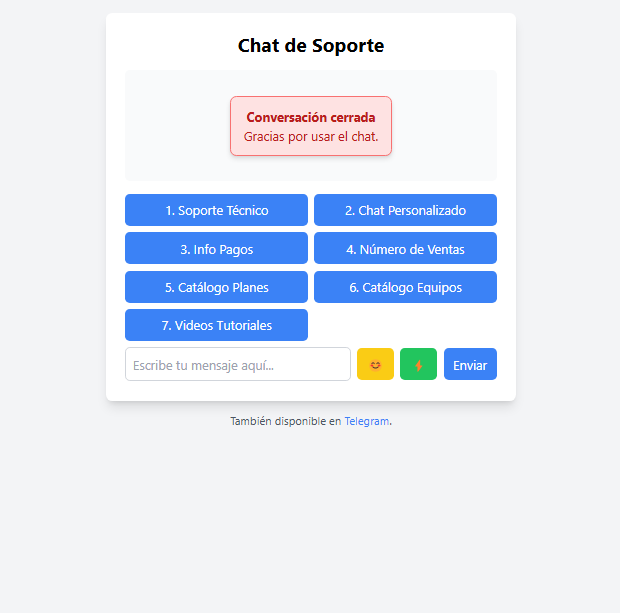 Chat de Soporte
Conversación cerrada
Gracias por usar el chat.
1. Soporte Técnico
2. Chat Personalizado
3. Info Pagos
4. Número de Ventas
5. Catálogo Planes
6. Catálogo Equipos
7. Videos Tutoriales
Escribe tu mensaje aquí...
Enviar
También disponible en Telegram.